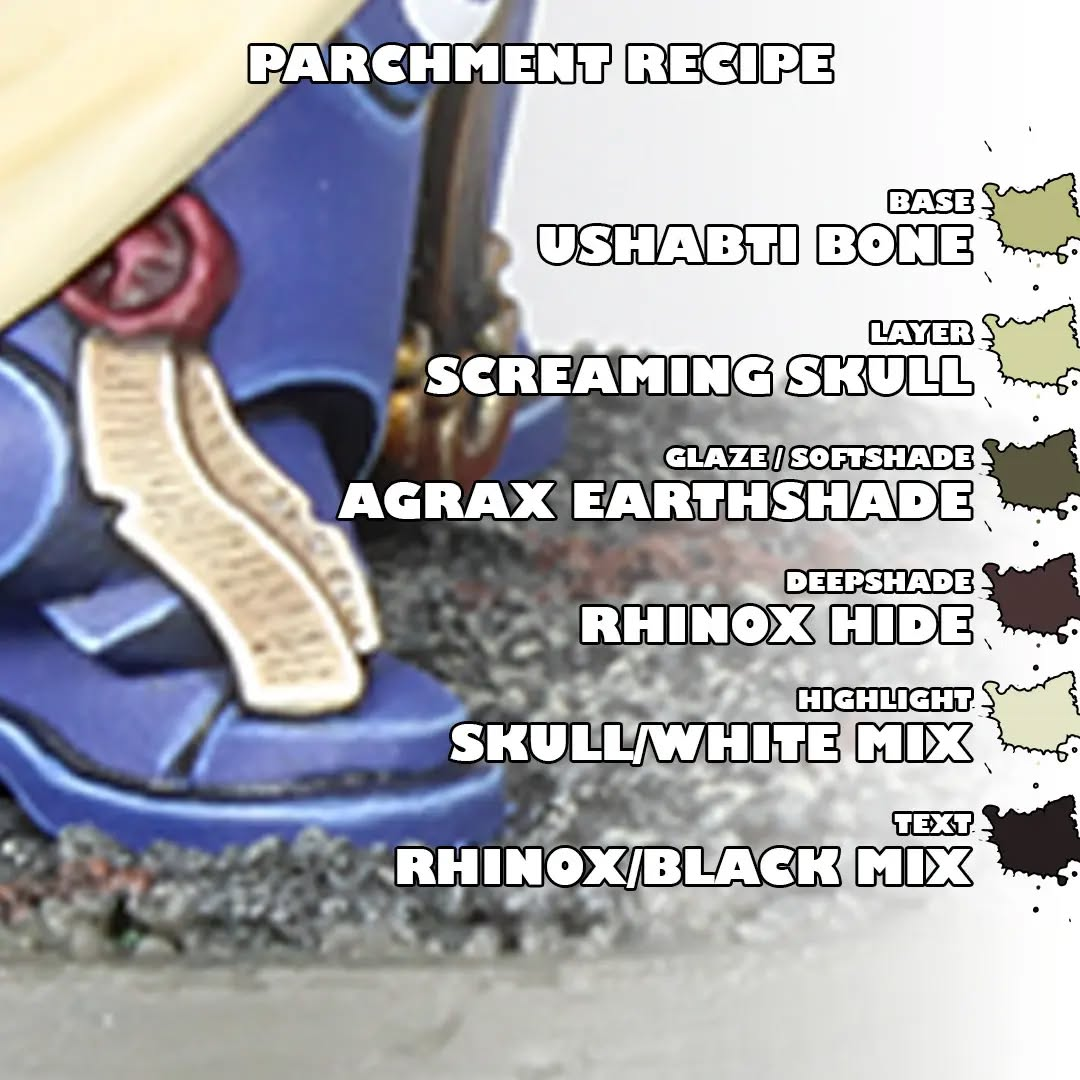 PARCHMENT RECIPE
BASE
USHABTI BONE
LAYER
SCREAMING SKULL
GLAZE / SOFTSHADE
AGRAX EARTHSHADE
DEEPSHADE
RHINOX HIDE
HIGHLIGHT
SKULL/WHITE MIX
TEXT
RHINOX/BLACK MIX